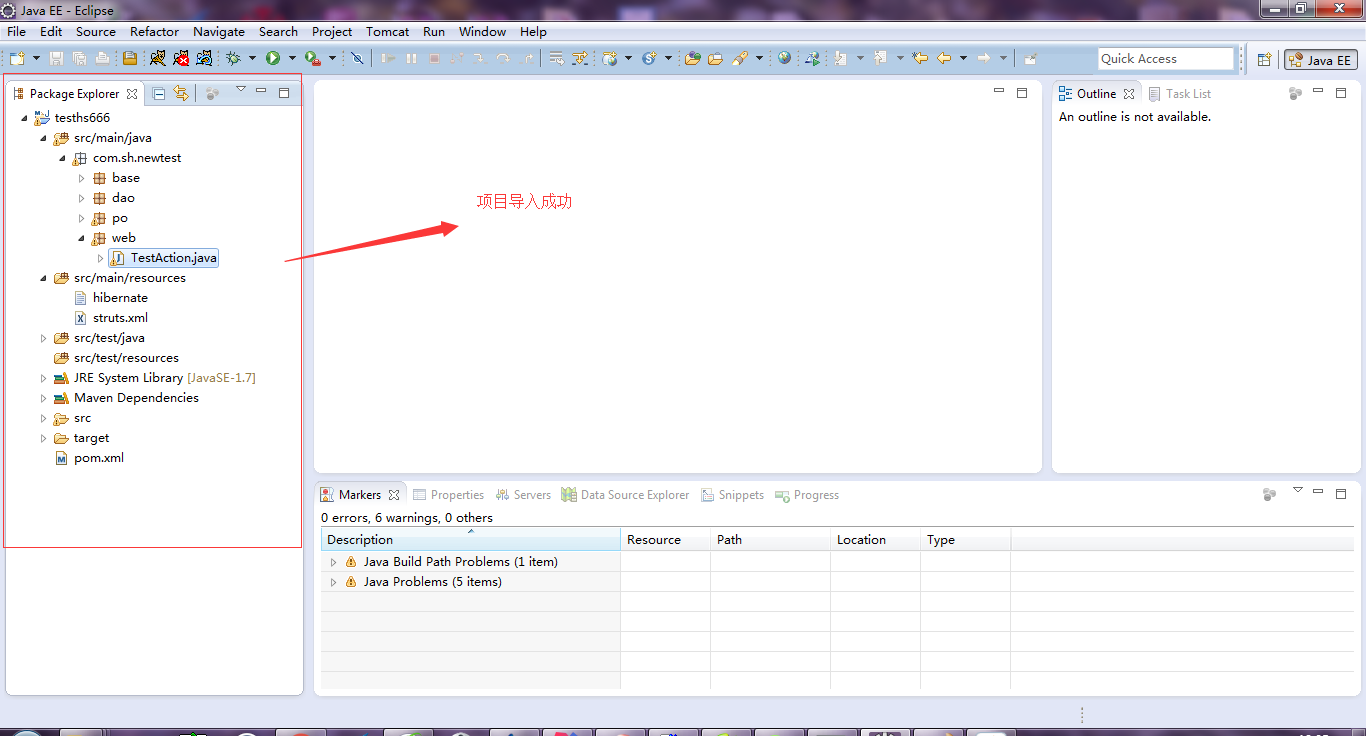 Java EE - Eclipse
File Edit Source Refactor Navigate Search Project Tomcat Run Window Help
Quick Access
Java EE
Package Explorer
tesths666
src/main/java
com.sh.newtest
base
dao
po
web
TestAction.java
src/main/resources
hibernate
struts.xml
src/test/java
src/test/resources
JRE System Library [JavaSE-1.7]
Maven Dependencies
src
target
pom.xml
项目导入成功
Outline Task List
An outline is not available.
Markers Properties Servers Data Source Explorer Snippets Progress
0 errors, 6 warnings, 0 others
Description Resource Path Location Type
Java Build Path Problems (1 item)
Java Problems (5 items)